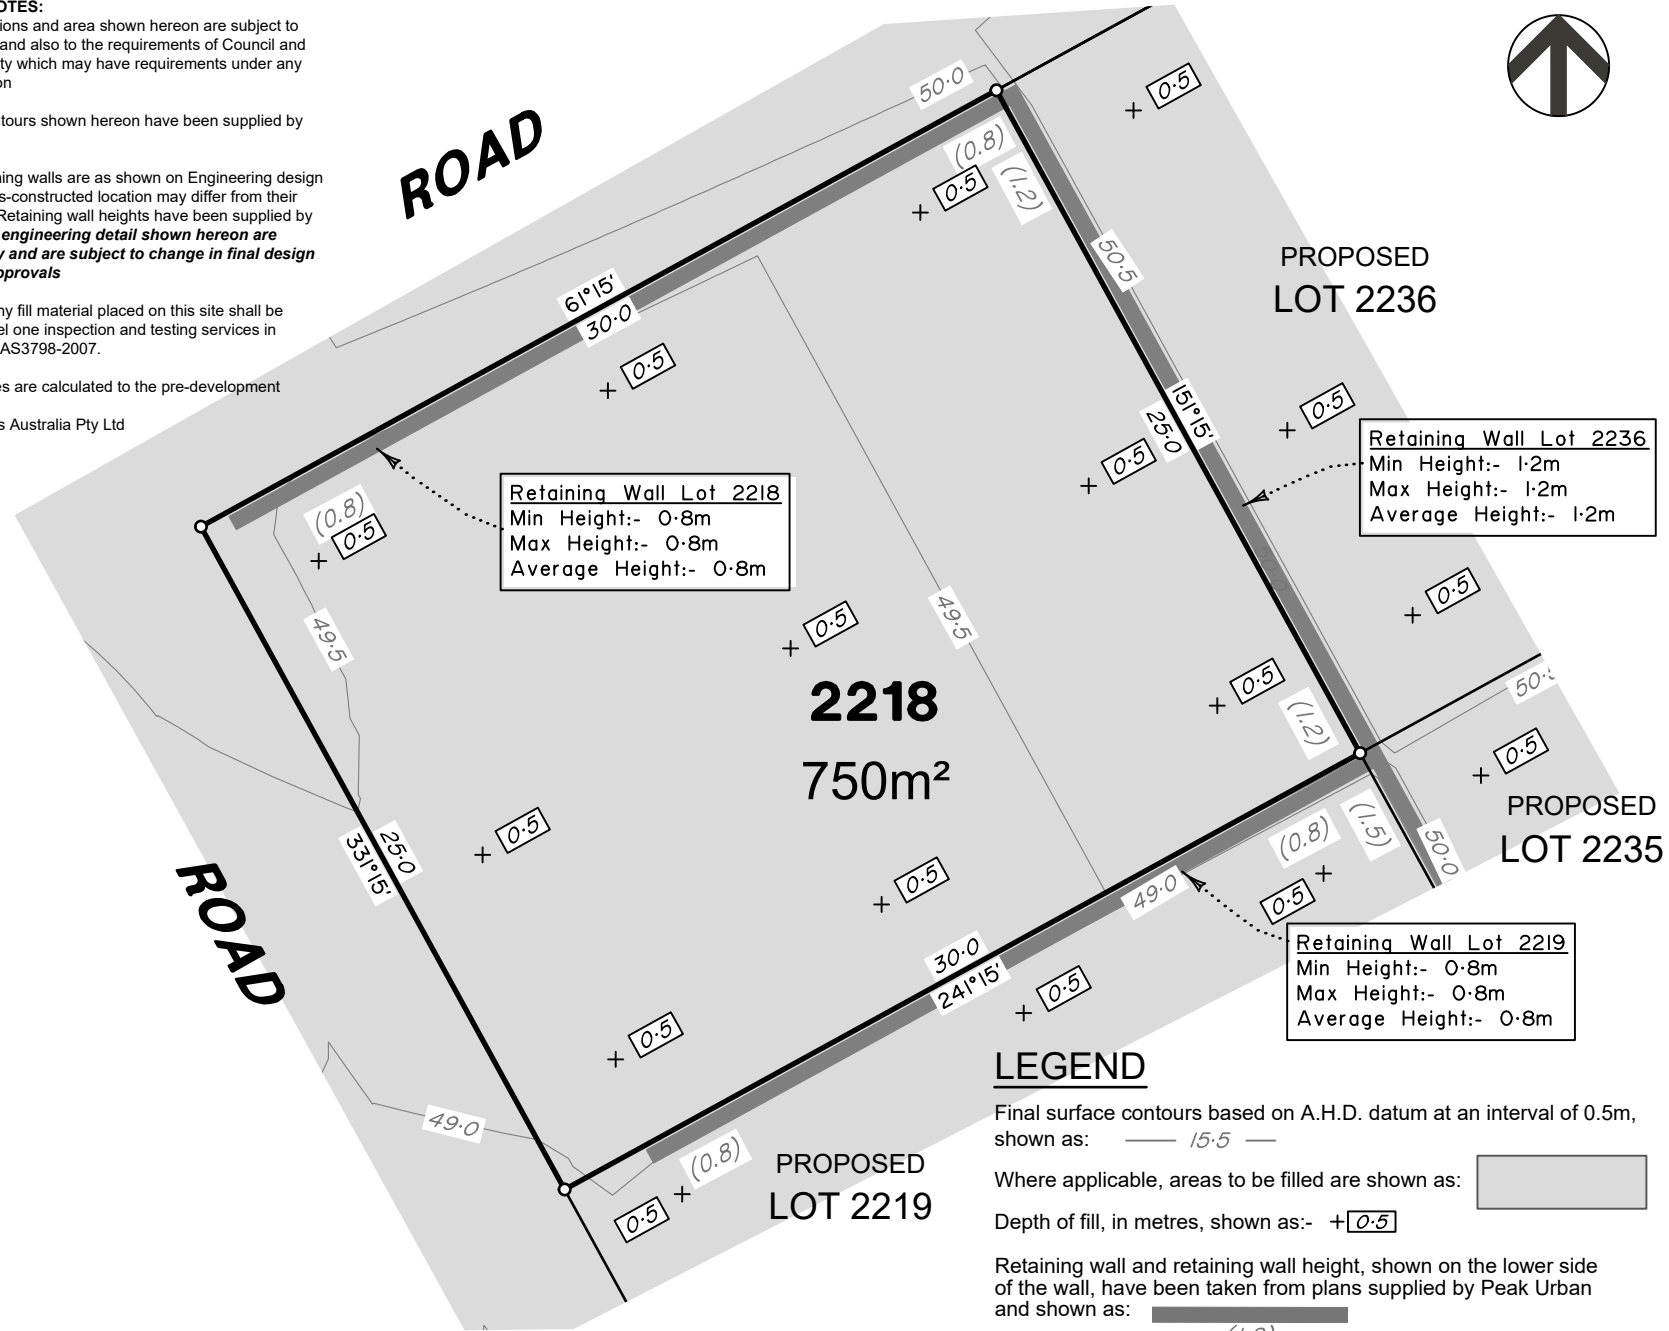 OTES:
ions and area shown hereon are subject to
and also to the requirements of Council and
ty which may have requirements under any
on
tours shown hereon have been supplied by
ning walls are as shown on Engineering design
s-constructed location may differ from their
Retaining wall heights have been supplied by
engineering detail shown hereon are
y and are subject to change in final design
pprovals
ny fill material placed on this site shall be
el one inspection and testing services in
AS3798-2007.
es are calculated to the pre-development
s Australia Pty Ltd
ROAD
50·0
(0.8)
0·5
(1.2)
0·5
50·5
PROPOSED
LOT 2236
61°15'
30·0
0·5
151°15'
25·0
0·5
0·5
Retaining Wall Lot 2236
Min Height:- 1·2m
Max Height:- 1·2m
Average Height:- 1·2m
Retaining Wall Lot 2218
Min Height:- 0·8m
Max Height:- 0·8m
Average Height:- 0·8m
(0.8)
0·5
50·0
0·5
49·5
49·5
0·5
2218
750m²
0·5
(1.2)
50·5
0·5
PROPOSED
LOT 2235
25·0
331°15'
0·5
0·5
(0.8)
(1.5)
50·0
0·5
49·0
ROAD
30·0
241°15'
0·5
Retaining Wall Lot 2219
Min Height:- 0·8m
Max Height:- 0·8m
Average Height:- 0·8m
0·5
49·0
(0.8)
0·5
PROPOSED
LOT 2219
LEGEND
Final surface contours based on A.H.D. datum at an interval of 0.5m,
shown as: 15·5
Where applicable, areas to be filled are shown as:
Depth of fill, in metres, shown as:- +0·5
Retaining wall and retaining wall height, shown on the lower side
of the wall, have been taken from plans supplied by Peak Urban
and shown as: